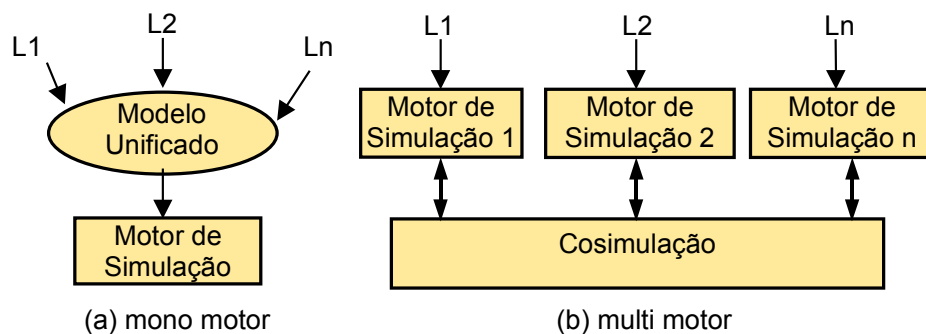 L1
L2
Ln
Modelo
Unificado
Motor de
Simulação
(a) mono motor
L1
L2
Ln
Motor de
Simulação 1
Motor de
Simulação 2
Motor de
Simulação n
Cosimulação
(b) multi motor